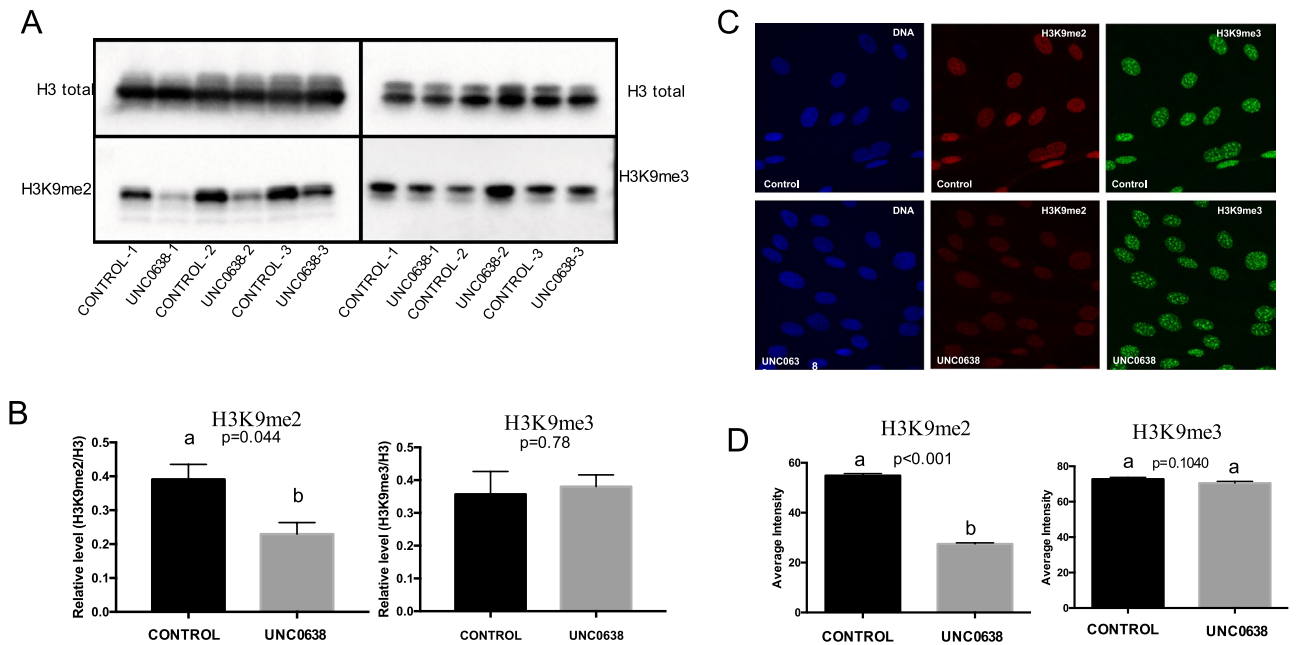 A
H3 total
H3 total
H3K9me2
H3K9me3
CONTROL-1
UNC0638-1
CONTROL-2
UNC0638-2
CONTROL-3
UNC0638-3
CONTROL-1
UNC0638-1
CONTROL-2
UNC0638-2
CONTROL-3
UNC0638-3
B
H3K9me2
p=0.044
a
b
Relative level (H3K9me2/H3)
0.5
0.4
0.3
0.2
0.1
0.0
CONTROL
UNC0638
H3K9me3
p=0.78
Relative level (H3K9me3/H3)
0.5
0.4
0.3
0.2
0.1
0.0
CONTROL
UNC0638
C
DNA
Control
H3K9me2
Control
H3K9me3
Control
DNA
UNC063
8
H3K9me2
UNC0638
H3K9me3
UNC0638
D
H3K9me2
a
p<0.001
b
Average Intensity
60
40
20
0
CONTROL
UNC0638
H3K9me3
a
p=0.1040
a
Average Intensity
80
60
40
20
0
CONTROL
UNC0638